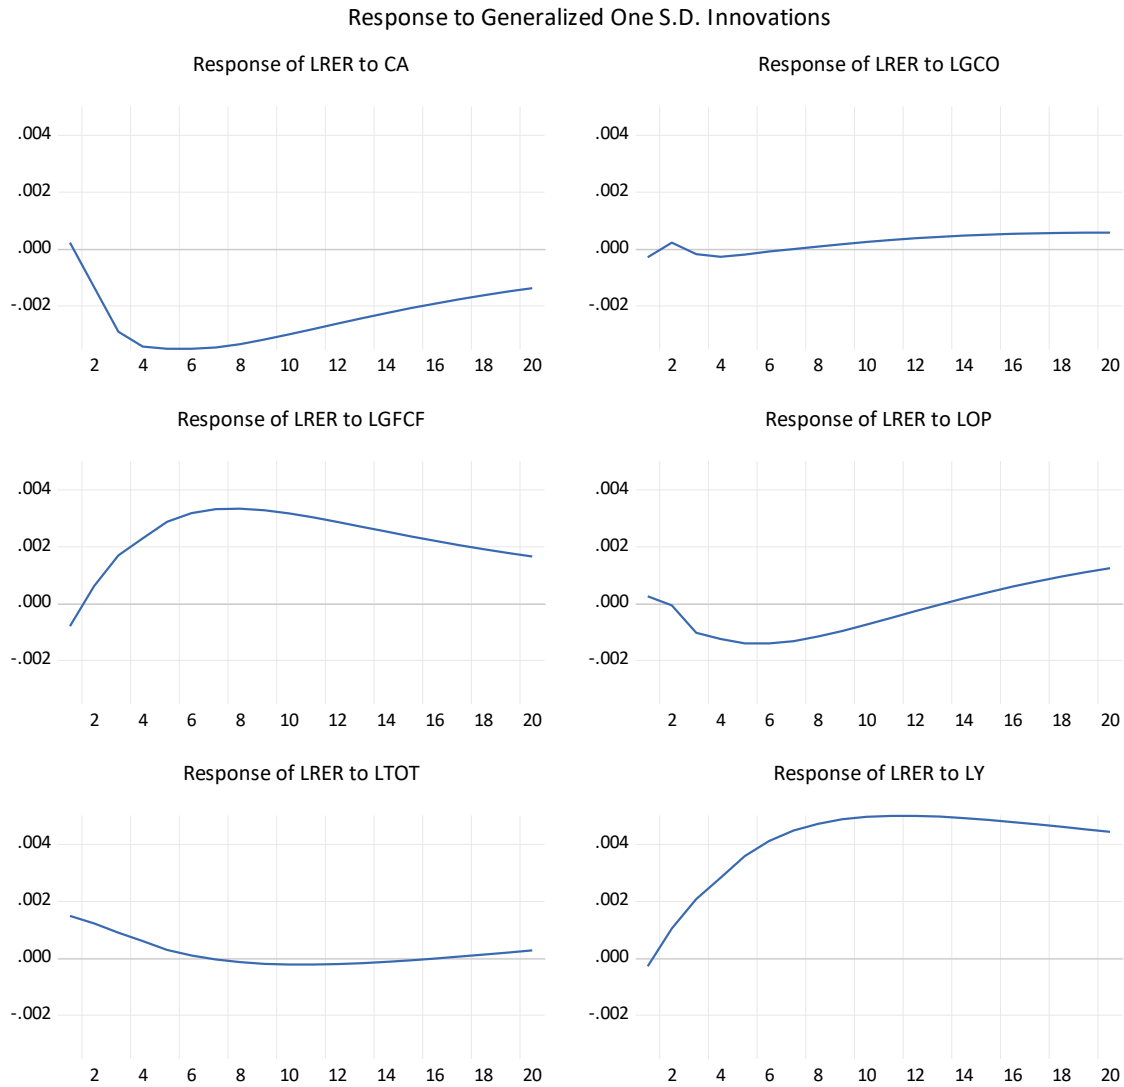 Response to Generalized One S.D. Innovations
Response of LRER to CA
.004
.002
.000
-.002
2 4 6 8 10 12 14 16 18 20
Response of LRER to LGCO
.004
.002
.000
-.002
2 4 6 8 10 12 14 16 18 20
Response of LRER to LGFCF
.004
.002
.000
-.002
2 4 6 8 10 12 14 16 18 20
Response of LRER to LOP
.004
.002
.000
-.002
2 4 6 8 10 12 14 16 18 20
Response of LRER to LTOT
.004
.002
.000
-.002
2 4 6 8 10 12 14 16 18 20
Response of LRER to LY
.004
.002
.000
-.002
2 4 6 8 10 12 14 16 18 20